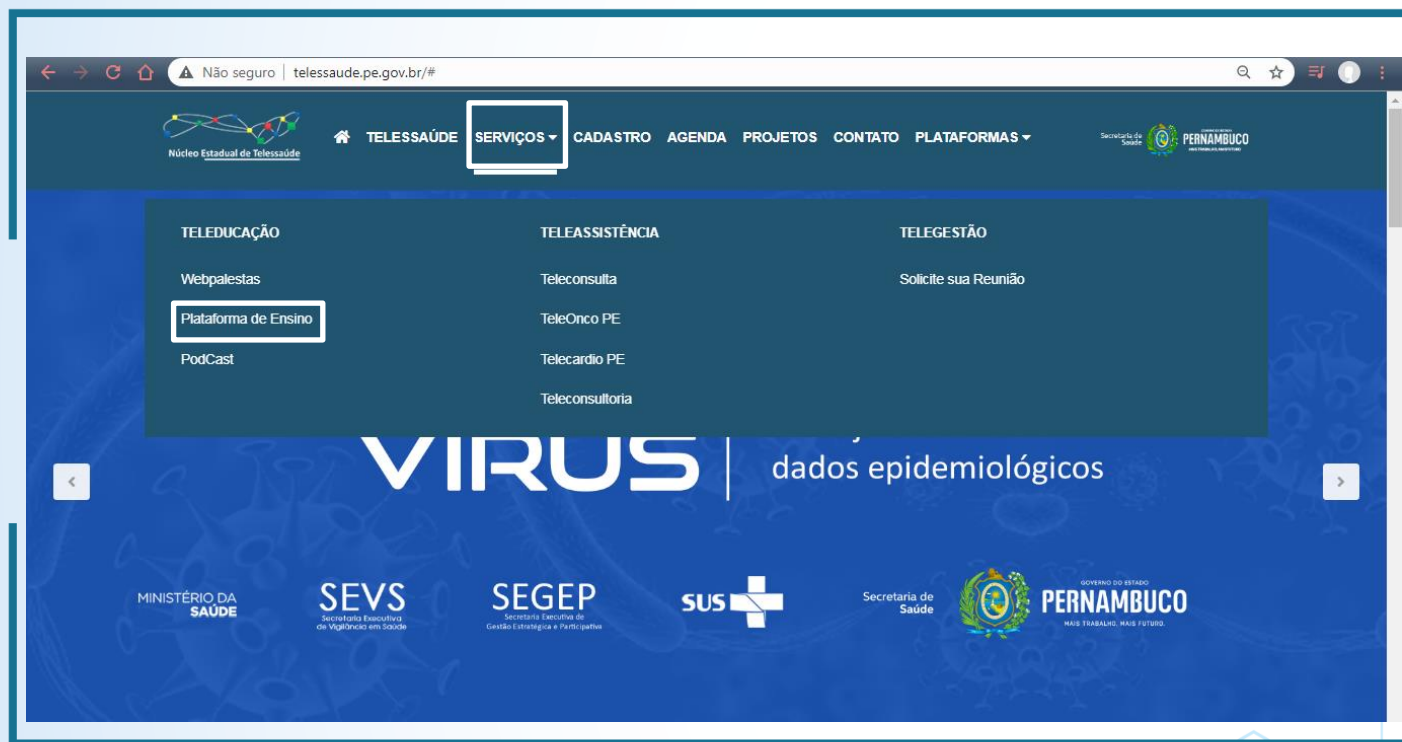 Não seguro | telessaude.pe.gov.br/#
Núcleo Estadual de Telessaúde
TELESSAÚDE SERVIÇOS CADASTRO AGENDA PROJETOS CONTATO PLATAFORMAS
Secretaria de
Saúde
PERNAMBUCO
TELEDUCAÇÃO
Webpalestas
Plataforma de Ensino
PodCast
TELEASSISTÊNCIA
Teleconsulta
TeleOnco PE
Telecardio PE
Teleconsultoria
TELEGESTÃO
Solicite sua Reunião
VIRUS
dados epidemiológicos
MINISTÉRIO DA
SAÚDE
SEVS
Secretaria Executiva
de Vigilância em Saúde
SEGEP
Secretaria Executiva de
Gestão Estratégica e Participativa
SUS
Secretaria de
Saúde
GOVERNO DO ESTADO
PERNAMBUCO
MAIS TRABALHO, MAIS FUTURO.